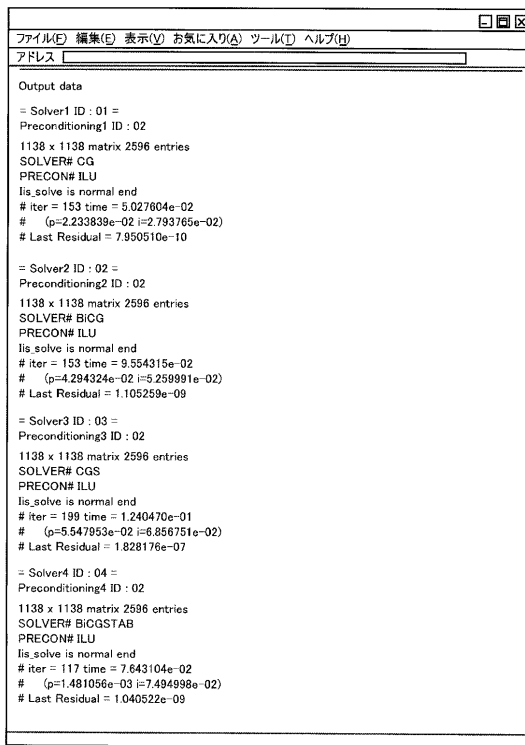 ファイル(F) 編集(E) 表示(V) お気に入り(A) ツール(T) ヘルプ(H)
アドレス
Output data
= Solver1 ID : 01 =
Preconditioning1 ID : 02
1138 x 1138 matrix 2596 entries
SOLVER# CG
PRECON# ILU
lis_solve is normal end
# iter = 153 time = 5.027604e-02
# (p=2.233839e-02 i=2.793765e-02)
# Last Residual = 7.950510e-10
= Solver2 ID : 02 =
Preconditioning2 ID : 02
1138 x 1138 matrix 2596 entries
SOLVER# BiCG
PRECON# ILU
lis_solve is normal end
# iter = 153 time = 9.554315e-02
# (p=4.294324e-02 i=5.259991e-02)
# Last Residual = 1.105259e-09
= Solver3 ID : 03 =
Preconditioning3 ID : 02
1138 x 1138 matrix 2596 entries
SOLVER# CGS
PRECON# ILU
lis_solve is normal end
# iter = 199 time = 1.240470e-01
# (p=5.547953e-02 i=6.856751e-02)
# Last Residual = 1.828176e-07
= Solver4 ID : 04 =
Preconditioning4 ID : 02
1138 x 1138 matrix 2596 entries
SOLVER# BiCGSTAB
PRECON# ILU
lis_solve is normal end
# iter = 117 time = 7.643104e-02
# (p=1.481056e-03 i=7.494998e-02)
# Last Residual = 1.040522e-09